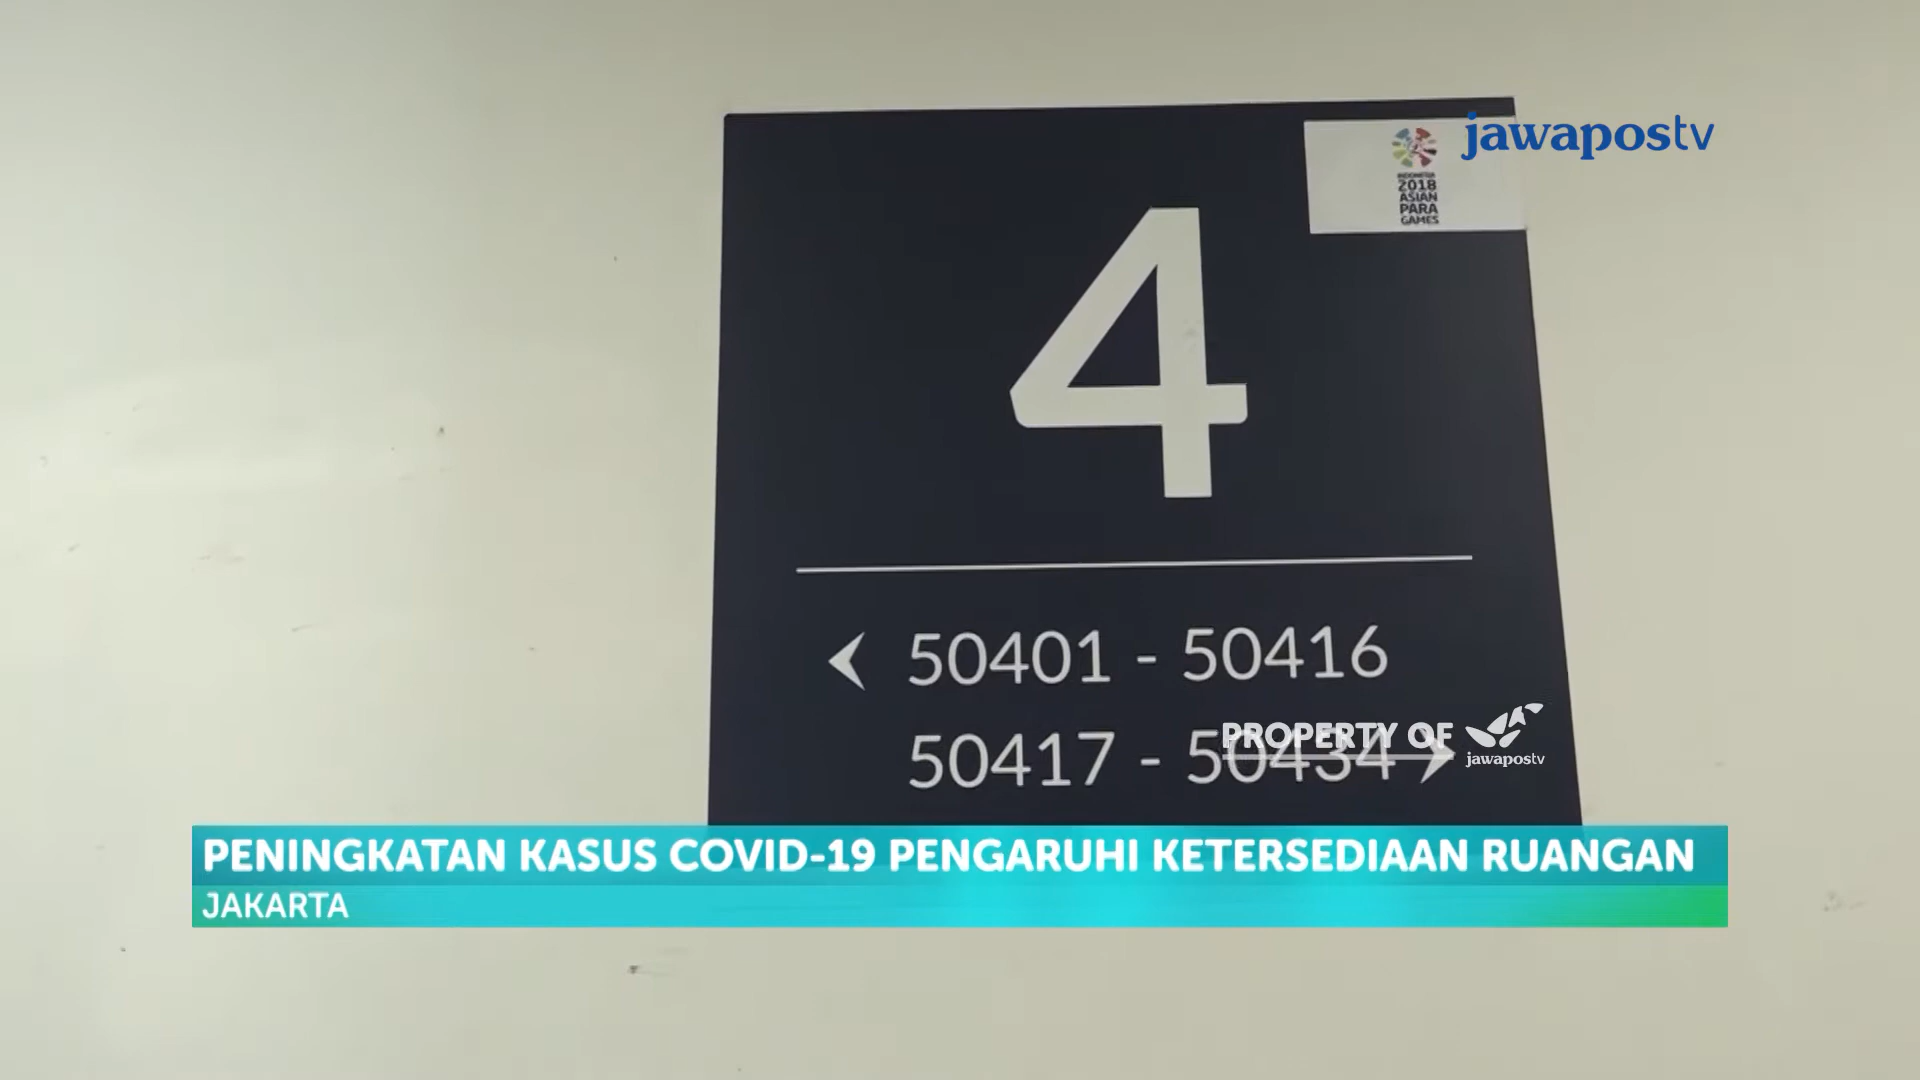 jawapostv
INDONESIA
2018
ASIAN
PARA
GAMES
4
50401 - 50416
50417 - 50434
PROPERTY OF
jawapostv
PENINGKATAN KASUS COVID-19 PENGARUHI KETERSEDIAAN RUANGAN
JAKARTA